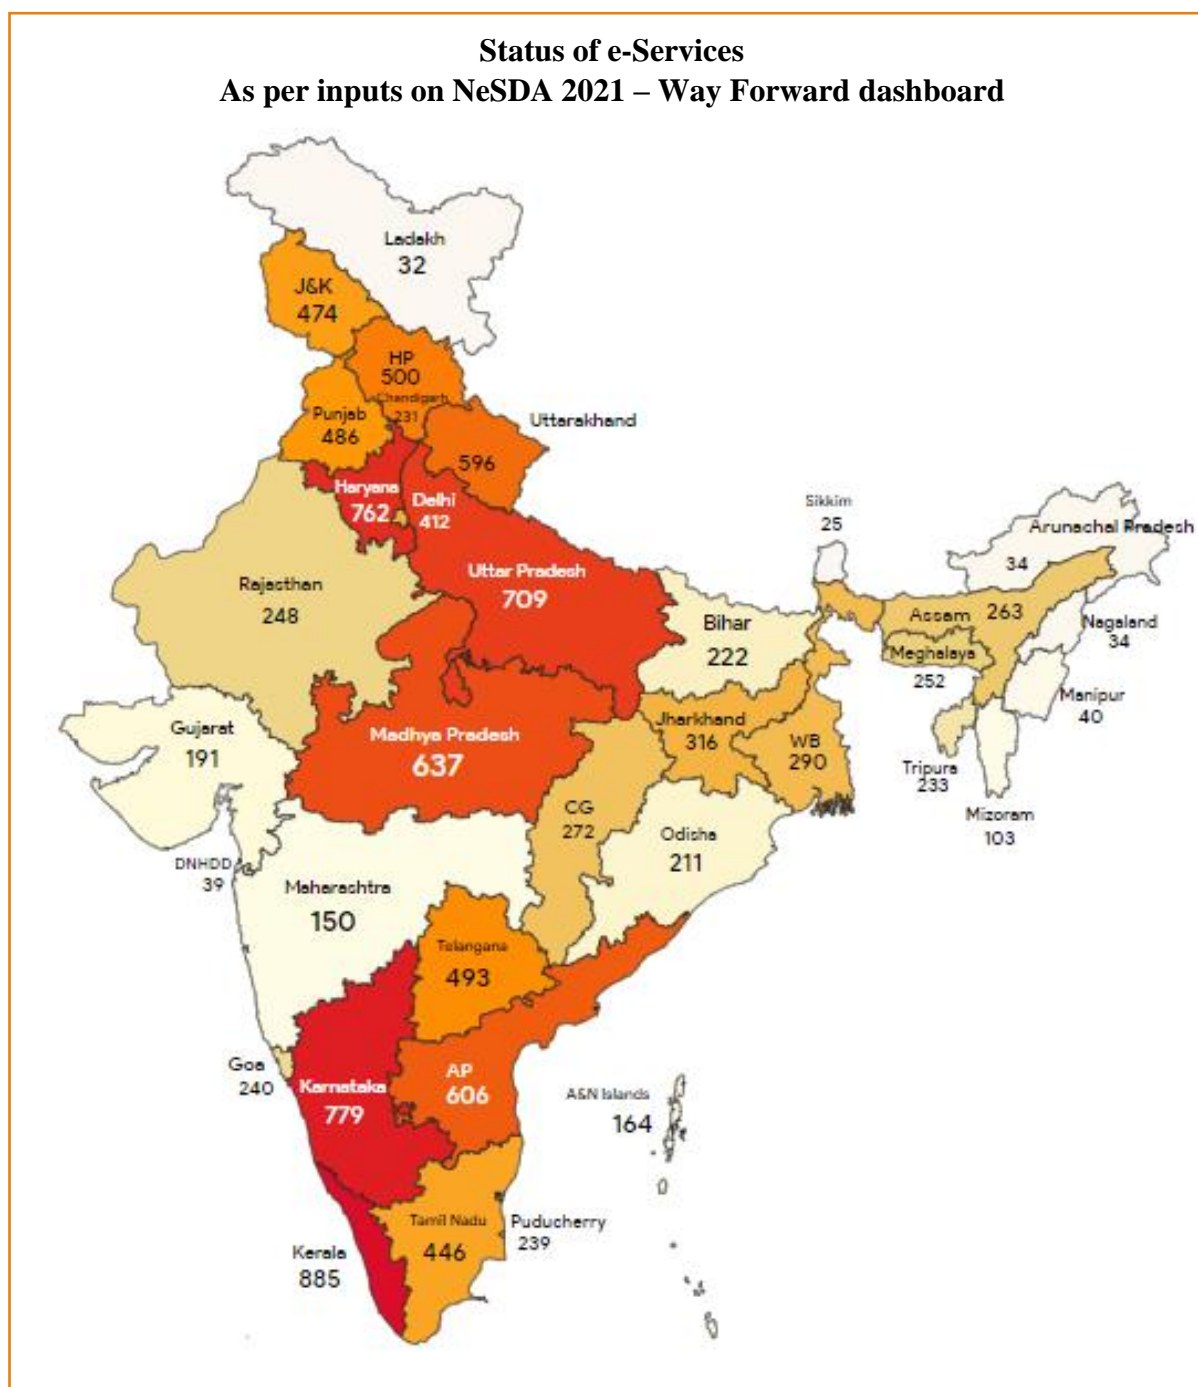 Status of e-Services
As per inputs on NeSDA 2021 – Way Forward dashboard
Ladakh
32
J&K
474
HP
500
Chandigarh
231
Punjab
486
Uttarakhand
596
Haryana
762
Delhi
412
Sikkim
25
Arunachal Pradesh
34
Uttar Pradesh
709
Rajasthan
248
Bihar
222
Assam 263
Nagaland
34
Meghalaya
252
Manipur
40
Gujarat
191
Madhya Pradesh
637
Jharkhand
316
WB
290
Tripura
233
Mizoram
103
CG
272
Odisha
211
DNHDD
39
Maharashtra
150
Telangana
493
Goa
240
Karnataka
779
AP
606
A&N Islands
164
Tamil Nadu
446
Puducherry
239
Kerala
885